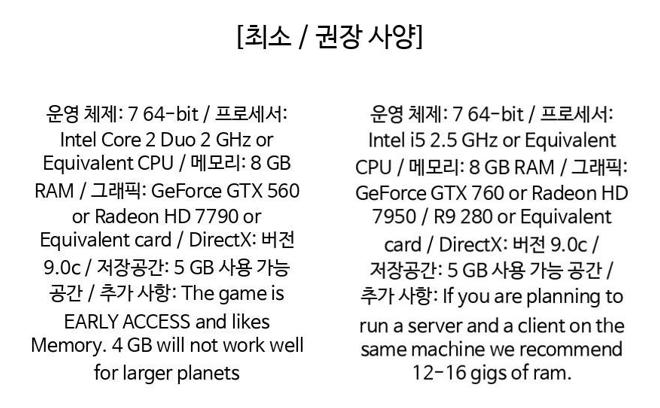 [최소 / 권장 사양]
운영 체제: 7 64-bit / 프로세서:
Intel Core 2 Duo 2 GHz or
Equivalent CPU / 메모리: 8 GB
RAM / 그래픽: GeForce GTX 560
or Radeon HD 7790 or
Equivalent card / DirectX: 버전
9.0c / 저장공간: 5 GB 사용 가능
공간 / 추가 사항: The game is
EARLY ACCESS and likes
Memory. 4 GB will not work well
for larger planets
운영 체제: 7 64-bit / 프로세서:
Intel i5 2.5 GHz or Equivalent
CPU / 메모리: 8 GB RAM / 그래픽:
GeForce GTX 760 or Radeon HD
7950 / R9 280 or Equivalent
card / DirectX: 버전 9.0c /
저장공간: 5 GB 사용 가능 공간 /
추가 사항: If you are planning to
run a server and a client on the
same machine we recommend
12-16 gigs of ram.